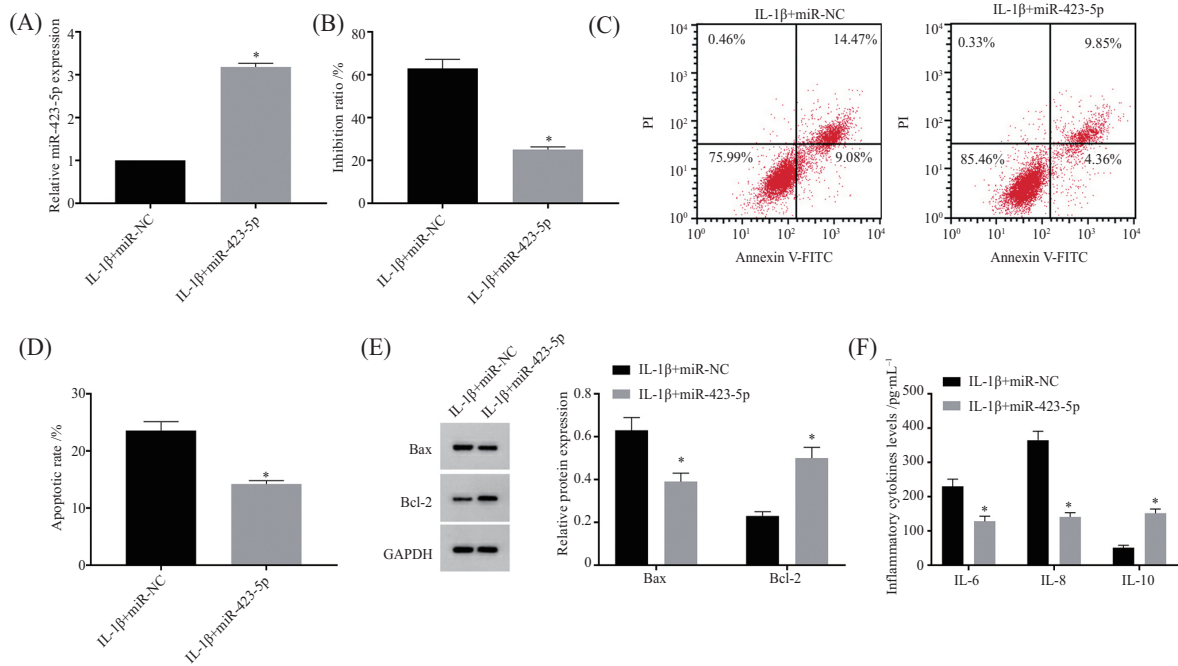 (A)
Relative miR-423-5p expression
4
3
2
1
0
*
IL-1β+miR-NC
IL-1β+miR-423-5p
(B)
Inhibition ratio /%
80
60
40
20
0
*
IL-1β+miR-NC
IL-1β+miR-423-5p
(C)
IL-1β+miR-NC
0.46%
14.47%
75.99%
9.08%
PI
10⁴
10³
10²
10¹
10⁰
10⁰ 10¹ 10² 10³ 10⁴
Annexin V-FITC
IL-1β+miR-423-5p
0.33%
9.85%
85.46%
4.36%
PI
10⁴
10³
10²
10¹
10⁰
10⁰ 10¹ 10² 10³ 10⁴
Annexin V-FITC
(D)
Apoptotic rate /%
30
20
10
0
*
IL-1β+miR-NC
IL-1β+miR-423-5p
(E)
IL-1β+miR-NC
IL-1β+miR-423-5p
Bax
Bcl-2
GAPDH
IL-1β+miR-NC
IL-1β+miR-423-5p
Relative protein expression
0.8
0.6
0.4
0.2
0
*
*
Bax Bcl-2
(F)
IL-1β+miR-NC
IL-1β+miR-423-5p
Inflammatory cytokines levels /pg·mL⁻¹
500
400
300
200
100
0
*
*
*
IL-6 IL-8 IL-10